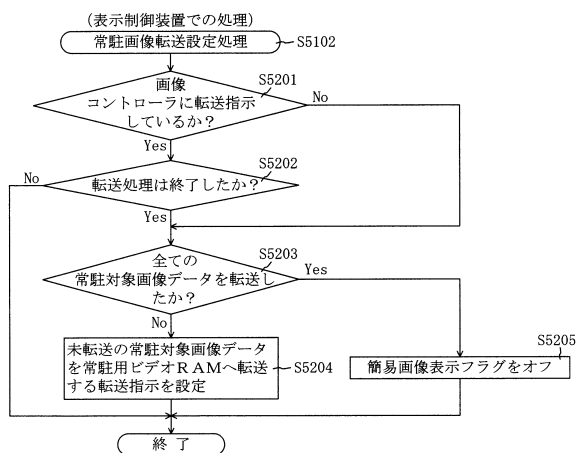 (表示制御装置での処理)
常駐画像転送設定処理
S5102
画像
コントローラに転送指示
しているか?
S5201
No
Yes
転送処理は終了したか?
S5202
No
Yes
全ての
常駐対象画像データを転送し
たか?
S5203
Yes
No
未転送の常駐対象画像データ
を常駐用ビデオRAMへ転送
する転送指示を設定
S5204
S5205
簡易画像表示フラグをオフ
終了